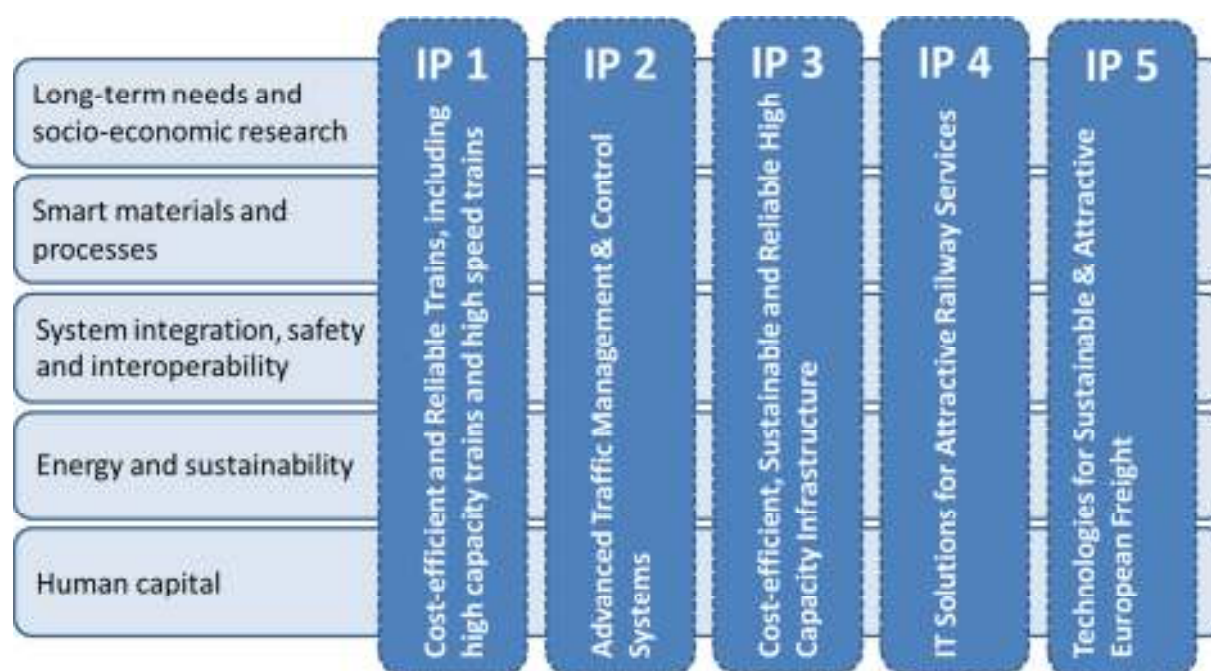 Long-term needs and
socio-economic research
Smart materials and
processes
System integration, safety
and interoperability
Energy and sustainability
Human capital
IP 1
Cost-efficient and Reliable Trains, including
high capacity trains and high speed trains
IP 2
Advanced Traffic Management & Control
Systems
IP 3
Cost-efficient, Sustainable and Reliable High
Capacity Infrastructure
IP 4
IT Solutions for Attractive Railway Services
IP 5
Technologies for Sustainable & Attractive
European Freight